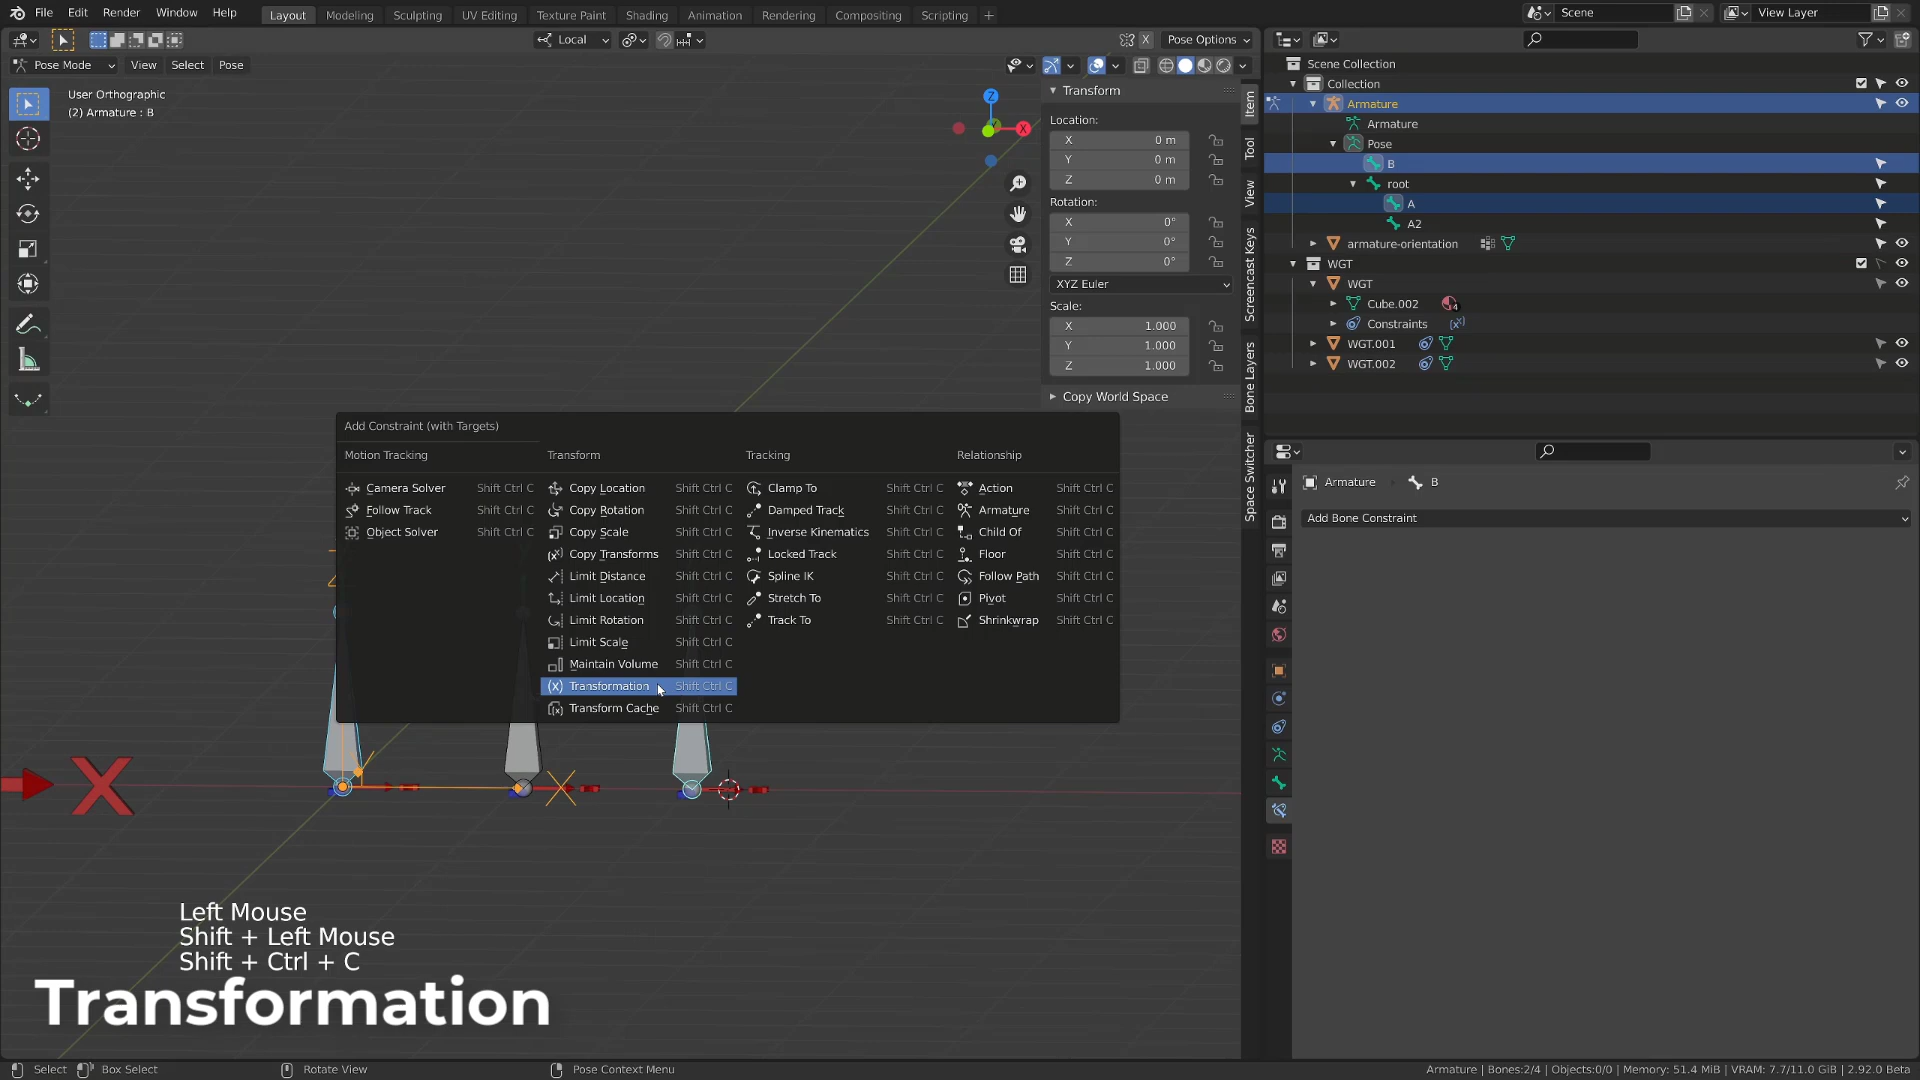 File Edit Render Window Help Layout Modeling Sculpting UV Editing Texture Paint Shading Animation Rendering Compositing Scripting + Scene View Layer
Local Pose Options
Pose Mode View Select Pose
User Orthographic
(2) Armature : B
Z
Y
X
Transform
Location:
X 0 m
Y 0 m
Z 0 m
Rotation:
X 0°
Y 0°
Z 0°
XYZ Euler
Scale:
X 1.000
Y 1.000
Z 1.000
Copy World Space
Item
Tool
View
Screencast Keys
Bone Layers
Space Switcher
Scene Collection
Collection
Armature
Armature
Pose
B
root
A
A2
armature-orientation
WGT
WGT
Cube.002 4
Constraints
WGT.001
WGT.002
Armature B
Add Bone Constraint
Add Constraint (with Targets)
Motion Tracking
Camera Solver Shift Ctrl C
Follow Track Shift Ctrl C
Object Solver Shift Ctrl C
Transform
Copy Location Shift Ctrl C
Copy Rotation Shift Ctrl C
Copy Scale Shift Ctrl C
Copy Transforms Shift Ctrl C
Limit Distance Shift Ctrl C
Limit Location Shift Ctrl C
Limit Rotation Shift Ctrl C
Limit Scale Shift Ctrl C
Maintain Volume Shift Ctrl C
Transformation Shift Ctrl C
Transform Cache Shift Ctrl C
Tracking
Clamp To Shift Ctrl C
Damped Track Shift Ctrl C
Inverse Kinematics Shift Ctrl C
Locked Track Shift Ctrl C
Spline IK Shift Ctrl C
Stretch To Shift Ctrl C
Track To Shift Ctrl C
Relationship
Action Shift Ctrl C
Armature Shift Ctrl C
Child Of Shift Ctrl C
Floor Shift Ctrl C
Follow Path Shift Ctrl C
Pivot Shift Ctrl C
Shrinkwrap Shift Ctrl C
X
Left Mouse
Shift + Left Mouse
Shift + Ctrl + C
Transformation
Select Box Select Rotate View Pose Context Menu Armature | Bones:2/4 | Objects:0/0 | Memory: 51.4 MiB | VRAM: 7.7/11.0 GiB | 2.92.0 Beta